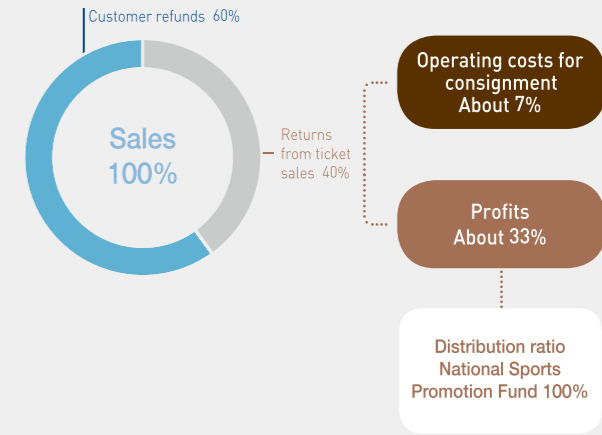 Customer refunds 60%
Sales
100%
Returns
from ticket
sales 40%
Operating costs for
consignment
About 7%
Profits
About 33%
Distribution ratio
National Sports
Promotion Fund 100%